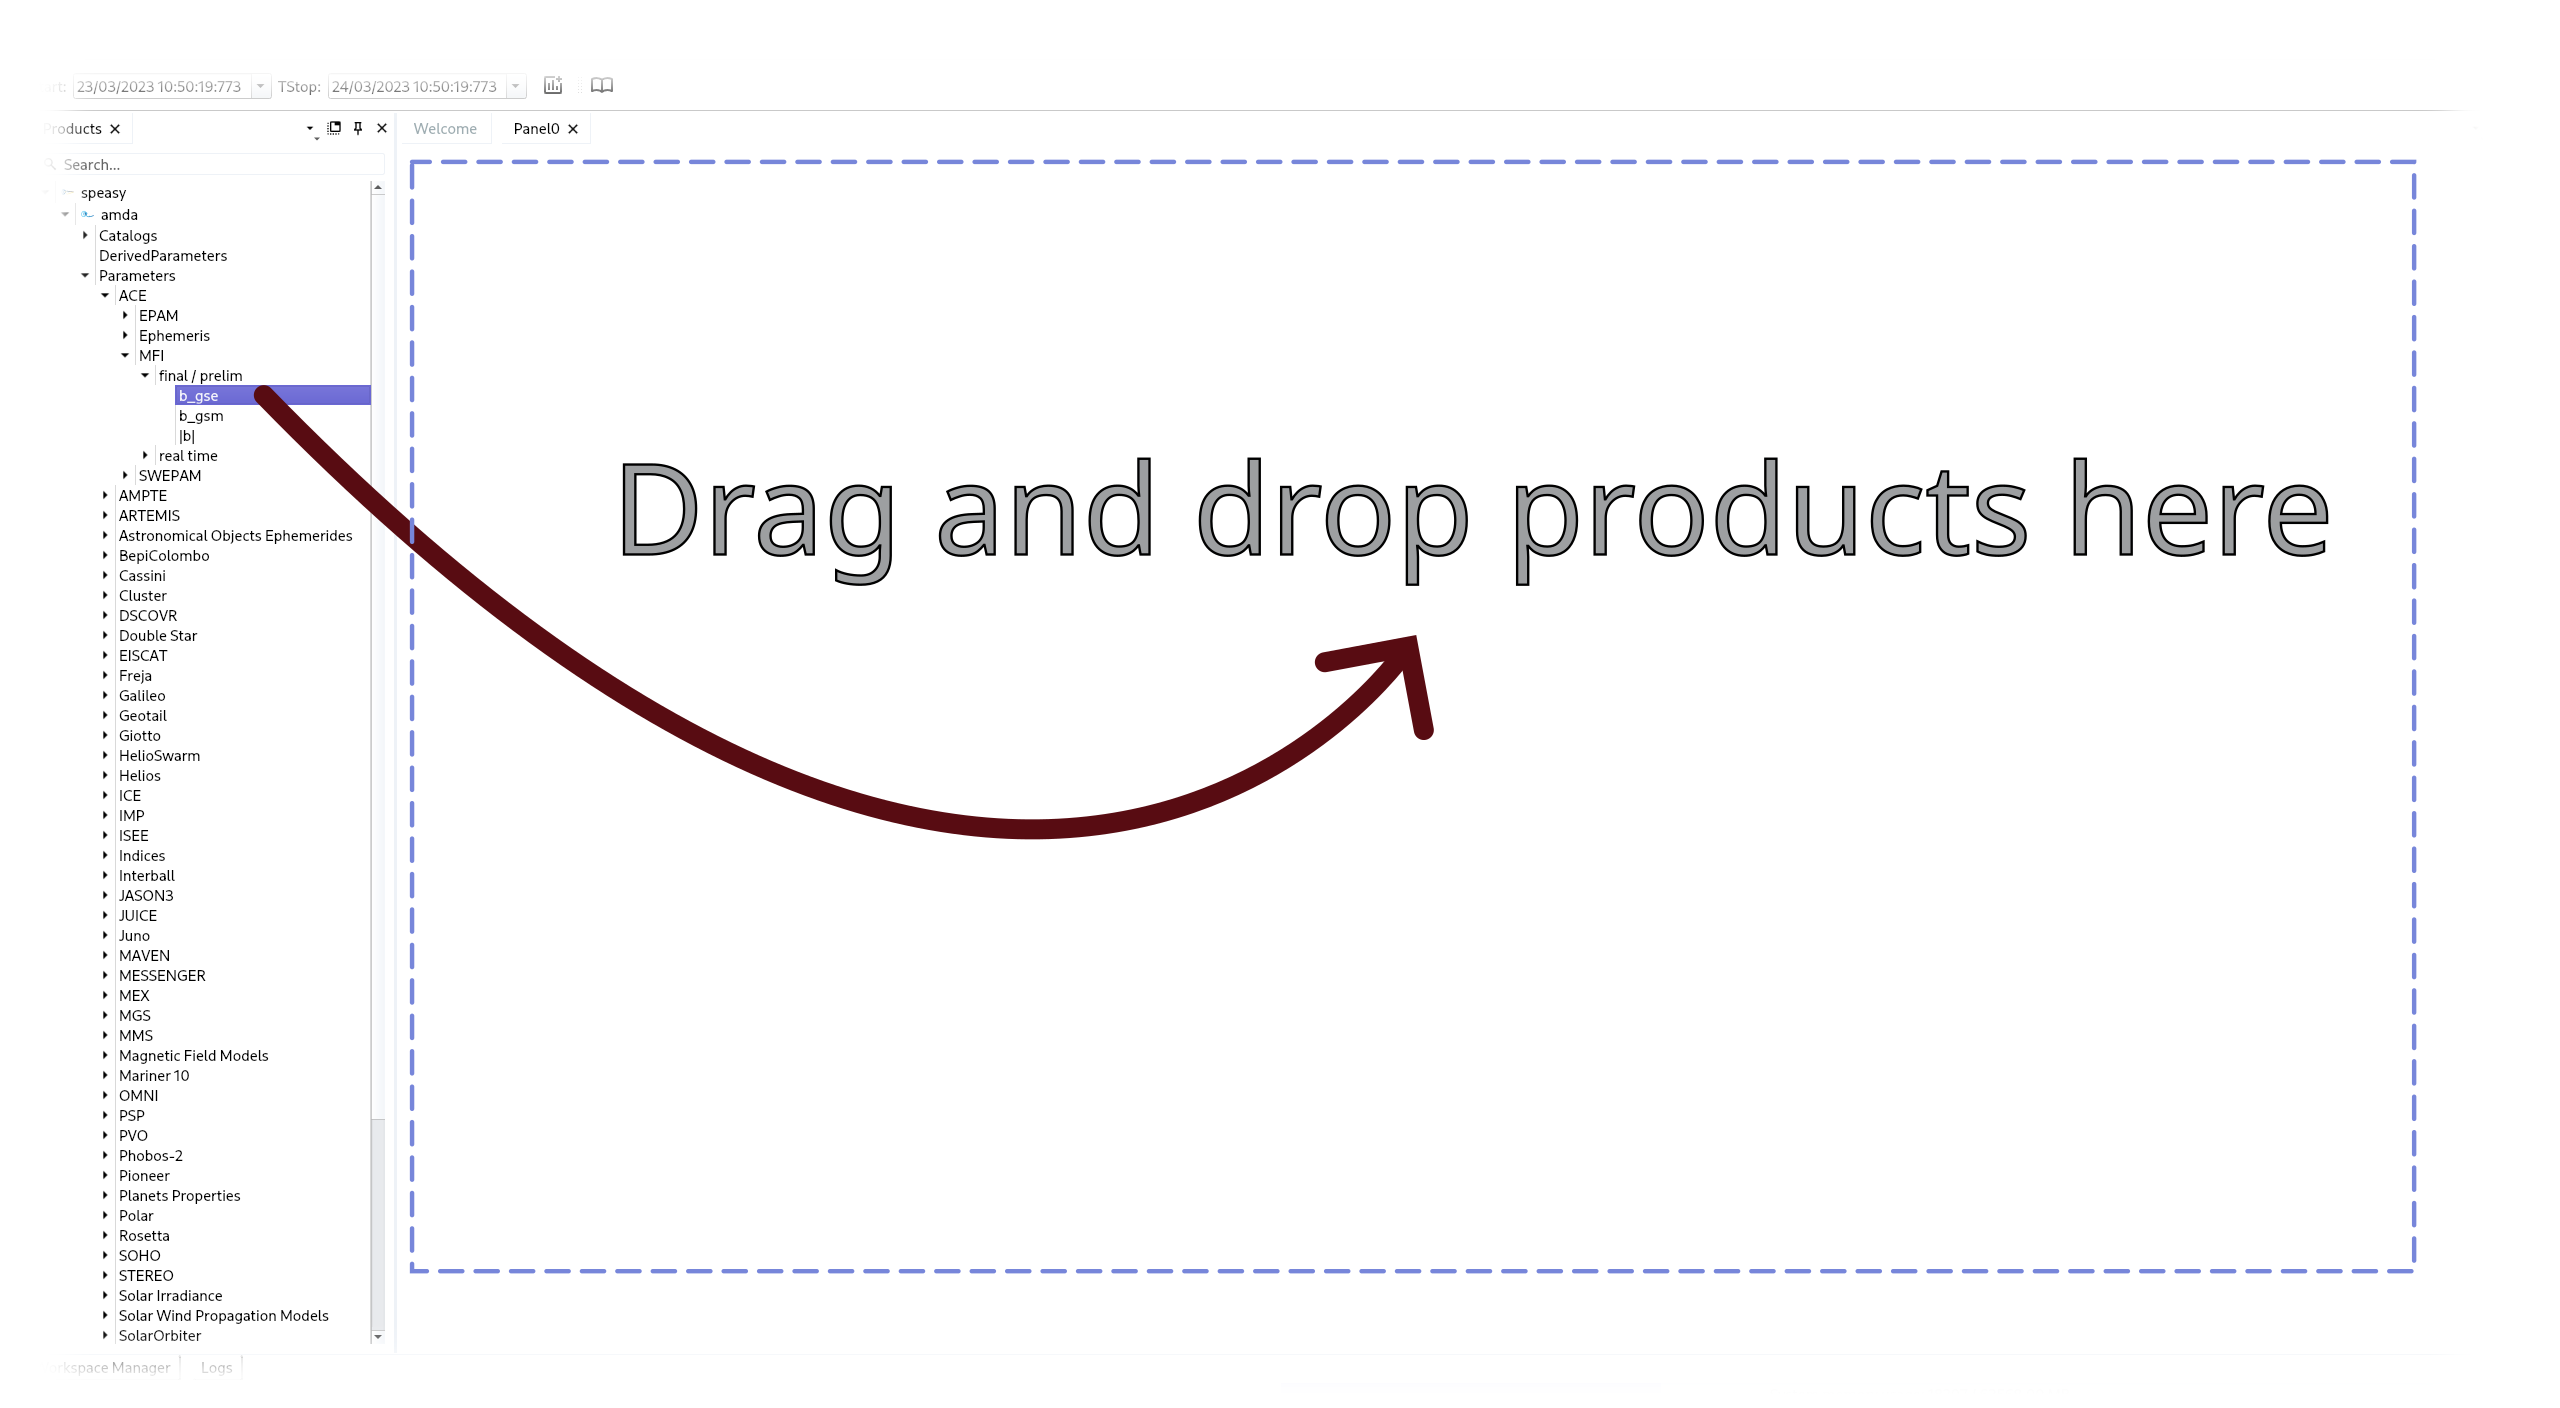 23/03/2023 10:50:19:773 TStop: 24/03/2023 10:50:19:773
Products Welcome Panel0
Search...
speasy
amda
Catalogs
DerivedParameters
Parameters
ACE
EPAM
Ephemeris
MFI
final / prelim
b_gse
b_gsm
|b|
real time
SWEPAM
AMPTE
ARTEMIS
Astronomical Objects Ephemerides
BepiColombo
Cassini
Cluster
DSCOVR
Double Star
EISCAT
Freja
Galileo
Geotail
Giotto
HelioSwarm
Helios
ICE
IMP
ISEE
Indices
Interball
JASON3
JUICE
Juno
MAVEN
MESSENGER
MEX
MGS
MMS
Magnetic Field Models
Mariner 10
OMNI
PSP
PVO
Phobos-2
Pioneer
Planets Properties
Polar
Rosetta
SOHO
STEREO
Solar Irradiance
Solar Wind Propagation Models
SolarOrbiter
Drag and drop products here
Manager Logs